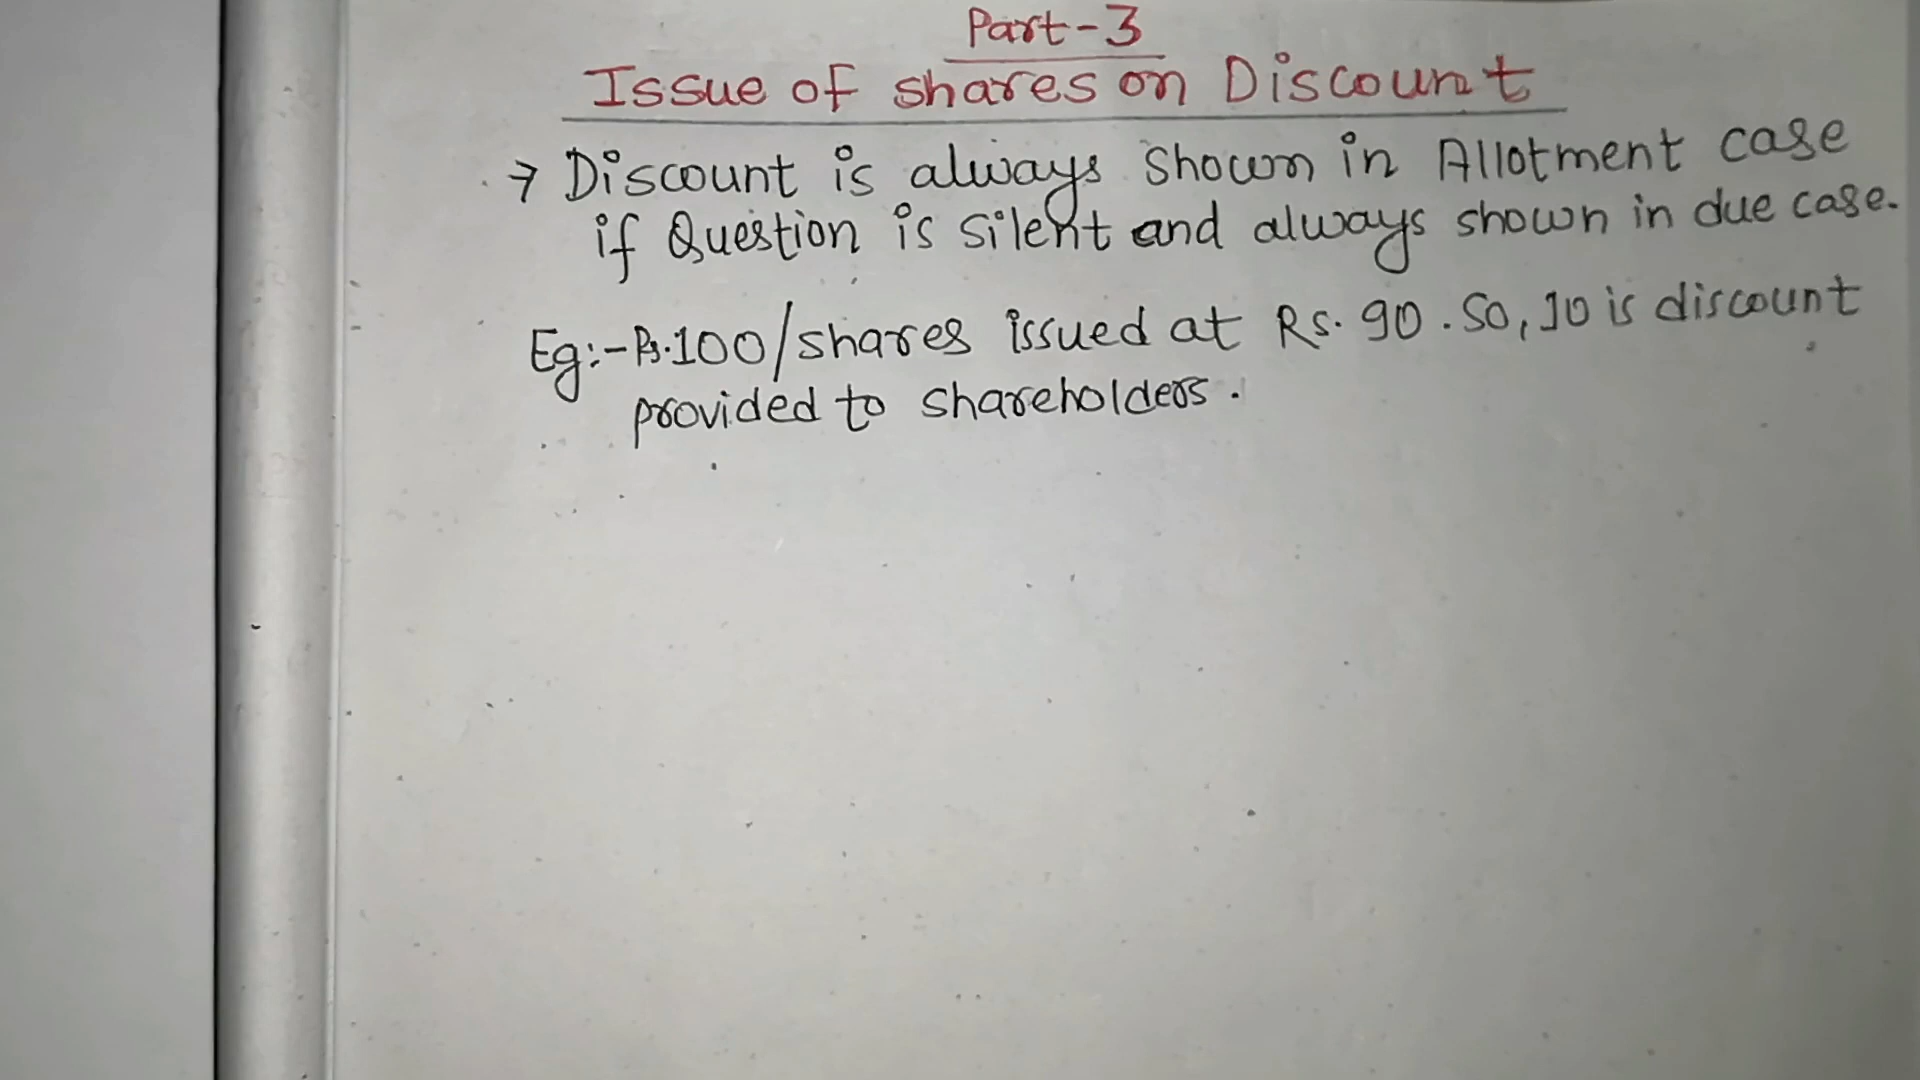 Part-3
Issue of shares on Discount
→ Discount is always shown in Allotment case
if Question is silent and always shown in due case.
Eg:- Rs.100/shares issued at Rs. 90. So, 10 is discount
provided to shareholders.